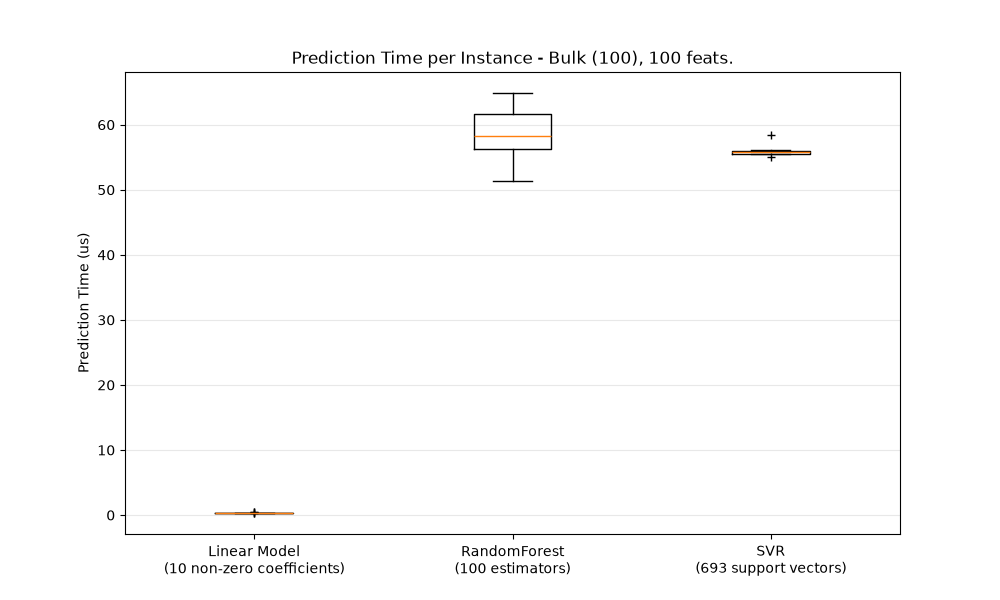 Prediction Time per Instance - Bulk (100), 100 feats.
Prediction Time (us)
60
50
40
30
20
10
0
Linear Model
(10 non-zero coefficients)
RandomForest
(100 estimators)
SVR
(693 support vectors)